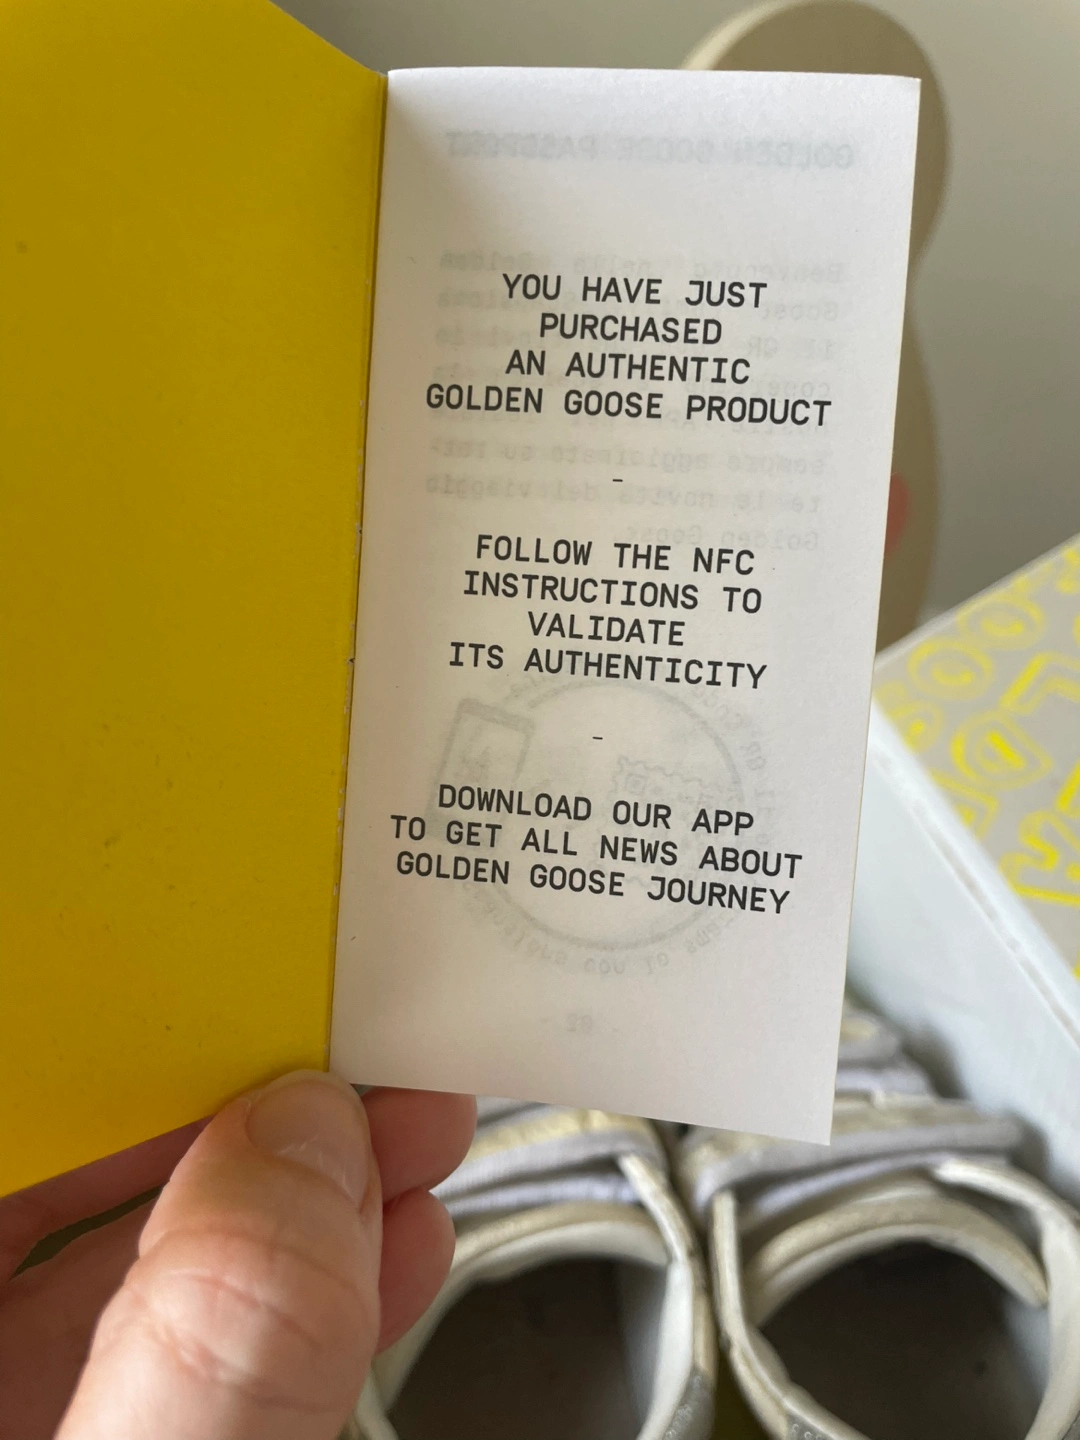 YOU HAVE JUST
PURCHASED
AN AUTHENTIC
GOLDEN GOOSE PRODUCT
-
FOLLOW THE NFC
INSTRUCTIONS TO
VALIDATE
ITS AUTHENTICITY
-
DOWNLOAD OUR APP
TO GET ALL NEWS ABOUT
GOLDEN GOOSE JOURNEY